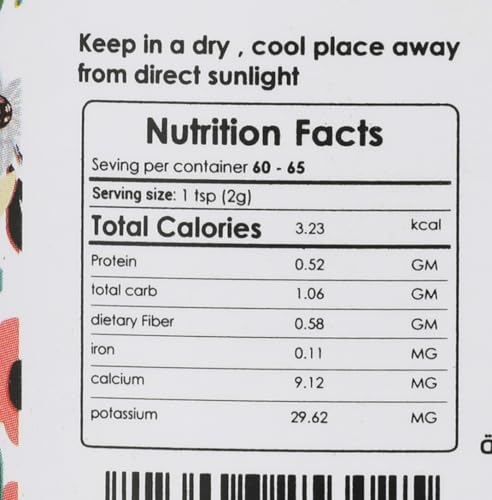 Keep in a dry , cool place away
from direct sunlight
Nutrition Facts
Seving per container 60 - 65
Serving size: 1 tsp (2g)
Total Calories 3.23 kcal
Protein 0.52 GM
total carb 1.06 GM
dietary Fiber 0.58 GM
iron 0.11 MG
calcium 9.12 MG
potassium 29.62 MG